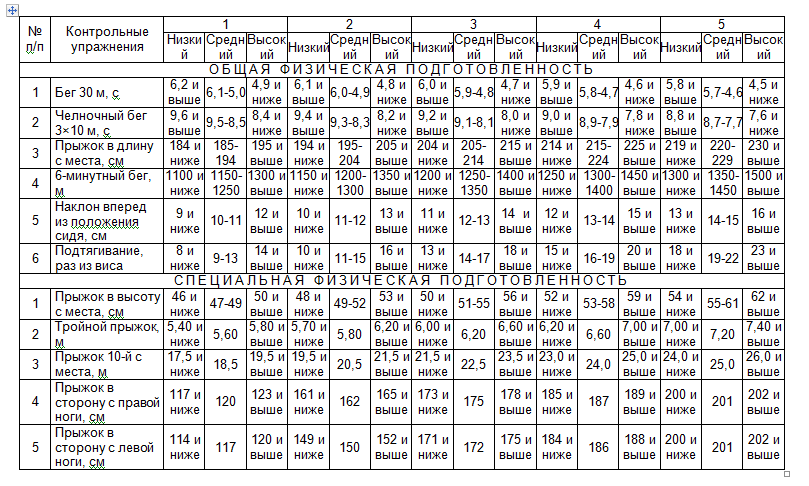 № п/п Контрольные упражнения 1 2 3 4 5
Низкий Средний Высокий Низкий Средний Высокий Низкий Средний Высокий Низкий Средний Высокий Низкий Средний Высокий
ОБЩАЯ ФИЗИЧЕСКАЯ ПОДГОТОВЛЕННОСТЬ
1 Бег 30 м, с 6,2 и выше 6,1-5,0 4,9 и ниже 6,1 и выше 6,0-4,9 4,8 и ниже 6,0 и выше 5,9-4,8 4,7 и ниже 5,9 и выше 5,8-4,7 4,6 и ниже 5,8 и выше 5,7-4,6 4,5 и ниже
2 Челночный бег 3×10 м, с 9,6 и выше 9,5-8,5 8,4 и ниже 9,4 и выше 9,3-8,3 8,2 и ниже 9,2 и выше 9,1-8,1 8,0 и ниже 9,0 и выше 8,9-7,9 7,8 и ниже 8,8 и выше 8,7-7,7 7,6 и ниже
3 Прыжок в длину с места, см 184 и ниже 185-194 195 и выше 194 и ниже 195-204 205 и выше 204 и ниже 205-214 215 и выше 214 и ниже 215-224 225 и выше 219 и ниже 220-229 230 и выше
4 6-минутный бег, м 1100 и ниже 1150-1250 1300 и выше 1150 и ниже 1200-1300 1350 и выше 1200 и ниже 1250-1350 1400 и выше 1250 и ниже 1300-1400 1450 и выше 1300 и ниже 1350-1450 1500 и выше
5 Наклон вперед из положения сидя, см 9 и ниже 10-11 12 и выше 10 и ниже 11-12 13 и выше 11 и ниже 12-13 14 и выше 12 и ниже 13-14 15 и выше 13 и ниже 14-15 16 и выше
6 Подтягивание, раз из виса 8 и ниже 9-13 14 и выше 10 и ниже 11-15 16 и выше 13 и ниже 14-17 18 и выше 15 и ниже 16-19 20 и выше 18 и ниже 19-22 23 и выше
СПЕЦИАЛЬНАЯ ФИЗИЧЕСКАЯ ПОДГОТОВЛЕННОСТЬ
1 Прыжок в высоту с места, см 46 и ниже 47-49 50 и выше 48 и ниже 49-52 53 и выше 50 и ниже 51-55 56 и выше 52 и ниже 53-58 59 и выше 54 и ниже 55-61 62 и выше
2 Тройной прыжок, м 5,40 и ниже 5,60 5,80 и выше 5,70 и ниже 5,80 6,20 и выше 6,00 и ниже 6,20 6,60 и выше 6,20 и ниже 6,60 7,00 и выше 7,00 и ниже 7,20 7,40 и выше
3 Прыжок 10-й с места, м 17,5 и ниже 18,5 19,5 и выше 19,5 и ниже 20,5 21,5 и выше 21,5 и ниже 22,5 23,5 и выше 23,0 и ниже 24,0 25,0 и выше 24,0 и ниже 25,0 26,0 и выше
4 Прыжок в сторону с правой ноги, см 117 и ниже 120 123 и выше 161 и ниже 162 165 и выше 173 и ниже 175 178 и выше 185 и ниже 187 189 и выше 200 и ниже 201 202 и выше
5 Прыжок в сторону с левой ноги, см 114 и ниже 117 120 и выше 149 и ниже 150 152 и выше 171 и ниже 172 175 и выше 184 и ниже 186 188 и выше 200 и ниже 201 202 и выше